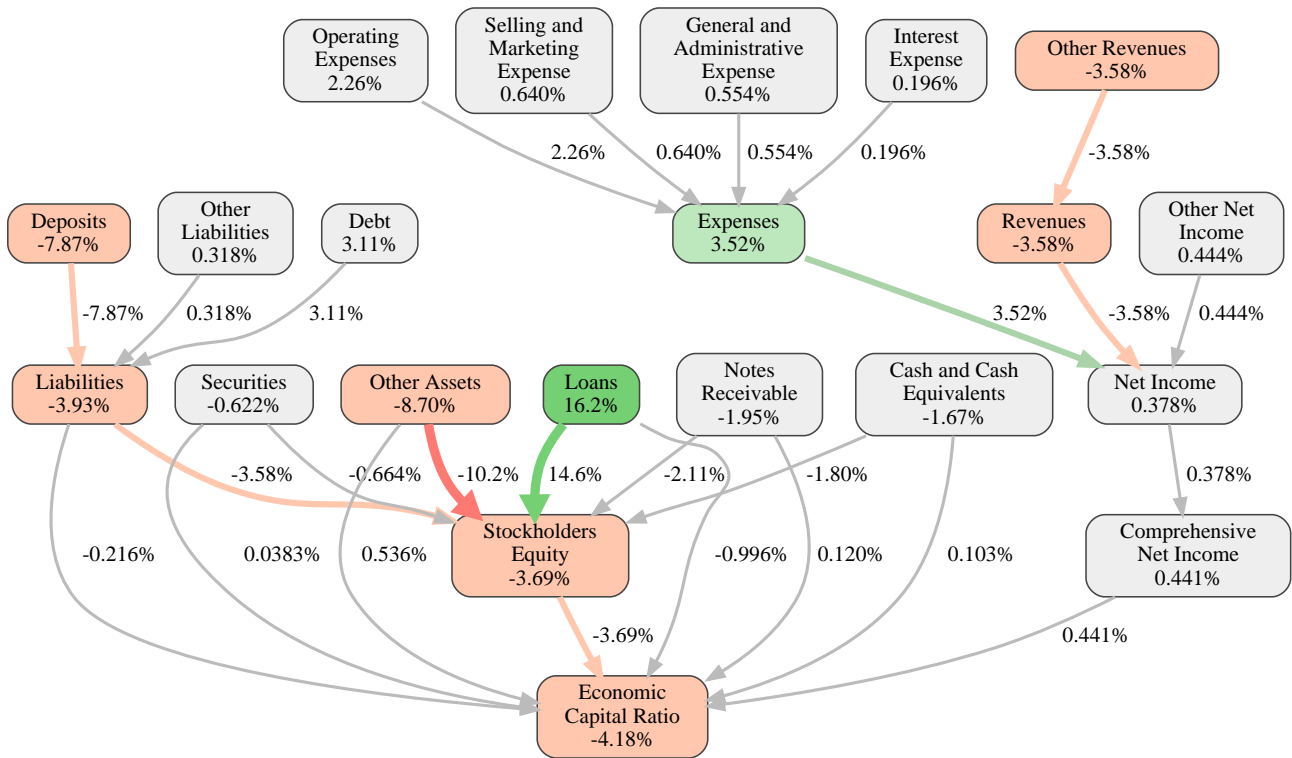 Operating
Expenses
2.26%
Selling and
Marketing
Expense
0.640%
General and
Administrative
Expense
0.554%
Interest
Expense
0.196%
Other Revenues
-3.58%
2.26%
0.640%
0.554%
0.196%
-3.58%
Deposits
-7.87%
Other
Liabilities
0.318%
Debt
3.11%
Expenses
3.52%
Revenues
-3.58%
Other Net
Income
0.444%
-7.87%
0.318%
3.11%
3.52%
-3.58%
0.444%
Liabilities
-3.93%
Securities
-0.622%
Other Assets
-8.70%
Loans
16.2%
Notes
Receivable
-1.95%
Cash and Cash
Equivalents
-1.67%
Net Income
0.378%
-3.58%
-0.664%
-10.2%
14.6%
-2.11%
-1.80%
0.378%
-0.216%
0.0383%
0.536%
Stockholders
Equity
-3.69%
-0.996%
0.120%
0.103%
Comprehensive
Net Income
0.441%
-3.69%
0.441%
Economic
Capital Ratio
-4.18%